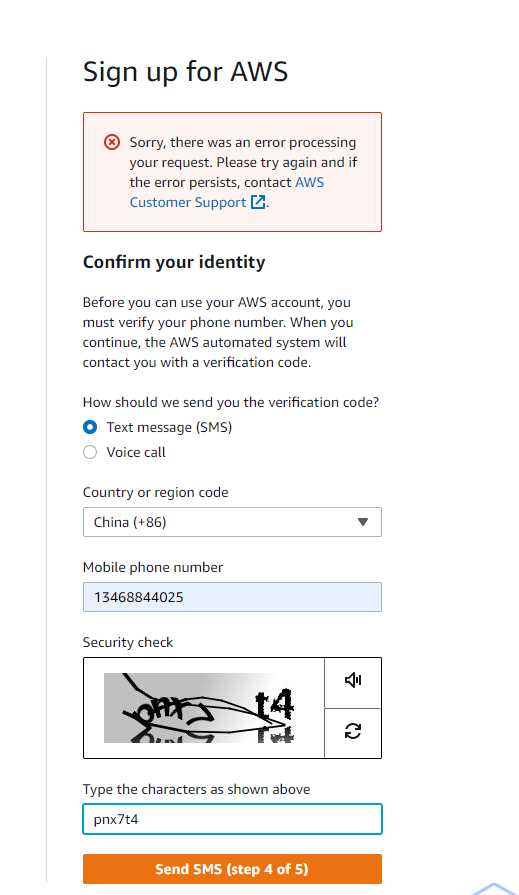 Sign up for AWS
Sorry, there was an error processing
your request. Please try again and if
the error persists, contact AWS
Customer Support.
Confirm your identity
Before you can use your AWS account, you
must verify your phone number. When you
continue, the AWS automated system will
contact you with a verification code.
How should we send you the verification code?
Text message (SMS)
Voice call
Country or region code
China (+86)
Mobile phone number
13468844025
Security check
Type the characters as shown above
pnx7t4
Send SMS (step 4 of 5)